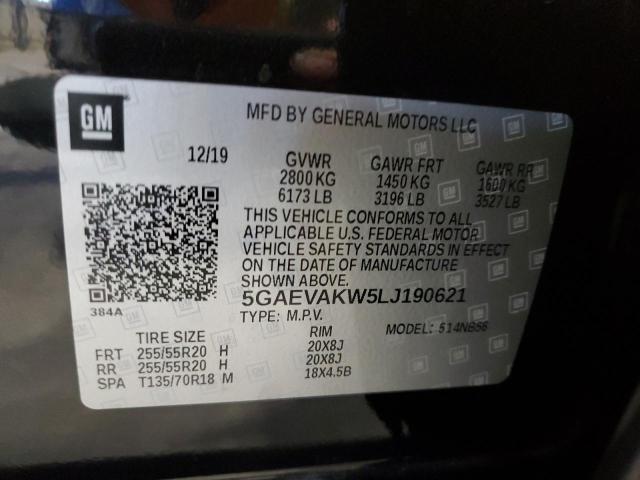 GM
MFD BY GENERAL MOTORS LLC
12/19 GVWR GAWR FRT GAWR RR
2800 KG 1450 KG 1600 KG
6173 LB 3196 LB 3527 LB
THIS VEHICLE CONFORMS TO ALL
APPLICABLE U.S. FEDERAL MOTOR
VEHICLE SAFETY STANDARDS IN EFFECT
ON THE DATE OF MANUFACTURE
SHOWN ABOVE.
384A
5GAEVAKW5LJ190621
TYPE: M.P.V. MODEL: 514NB56
TIRE SIZE RIM
FRT 255/55R20 H 20X8J
RR 255/55R20 H 20X8J
SPA T135/70R18 M 18X4.5B